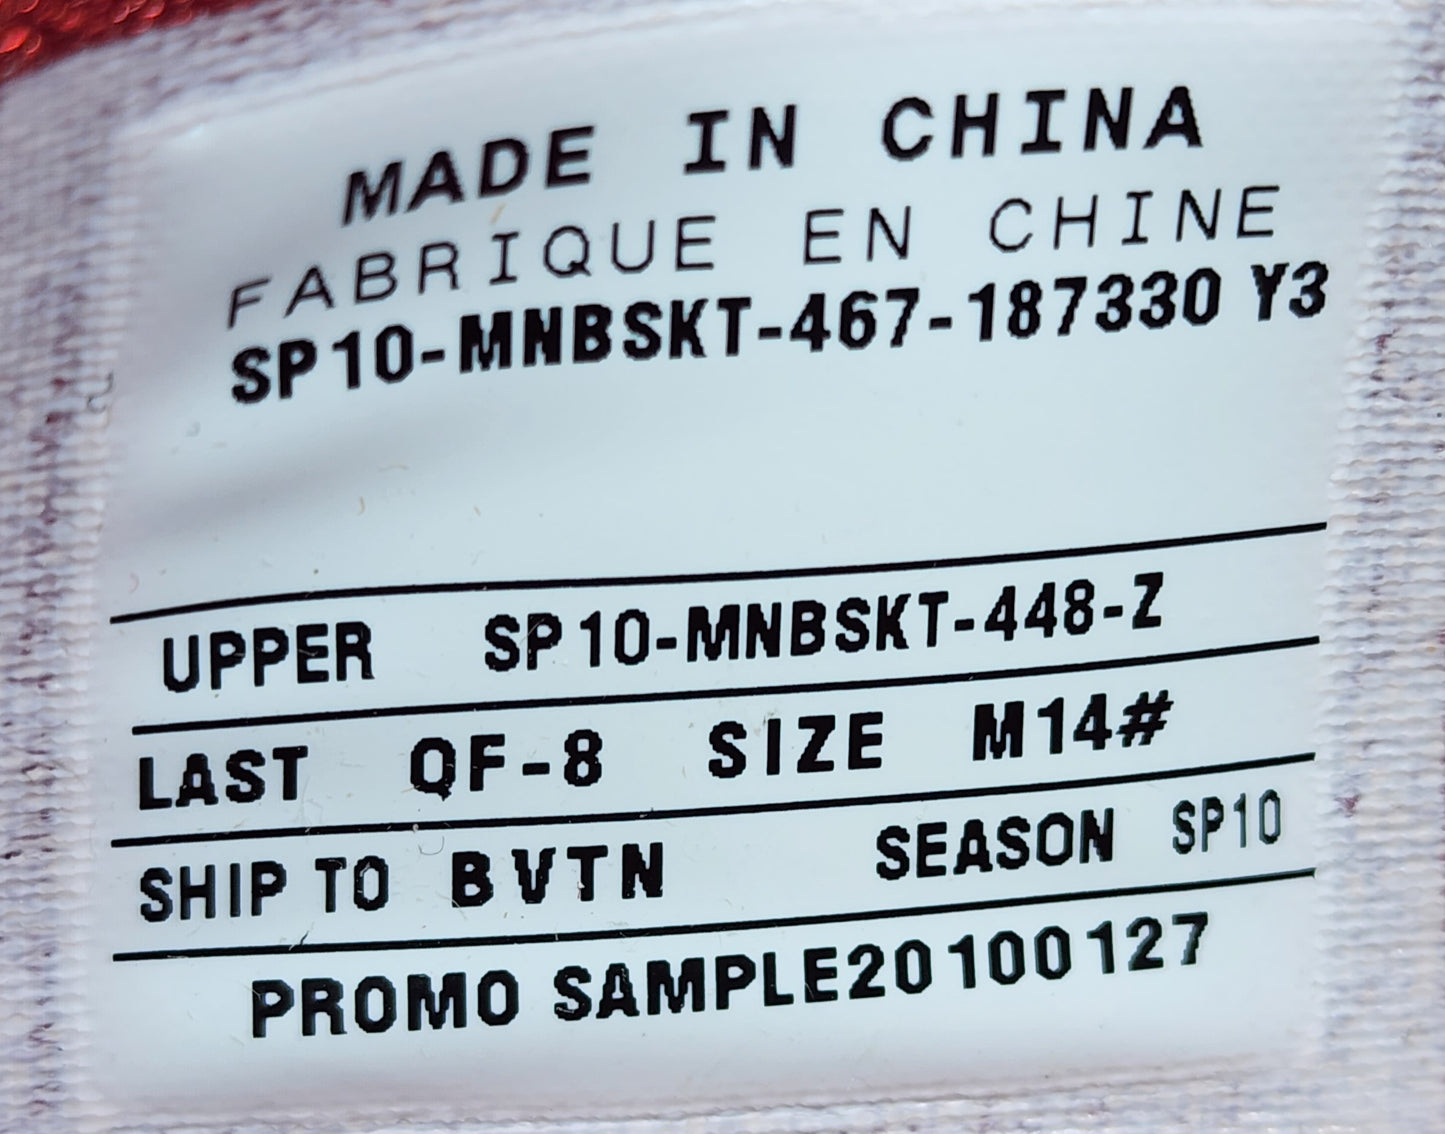 MADE IN CHINA
FABRIQUE EN CHINE
SP10-MNBSKT-467-187330 Y3
UPPER SP10-MNBSKT-448-Z
LAST QF-8 SIZE M14#
SHIP TO BVTN SEASON SP10
PROMO SAMPLE20100127